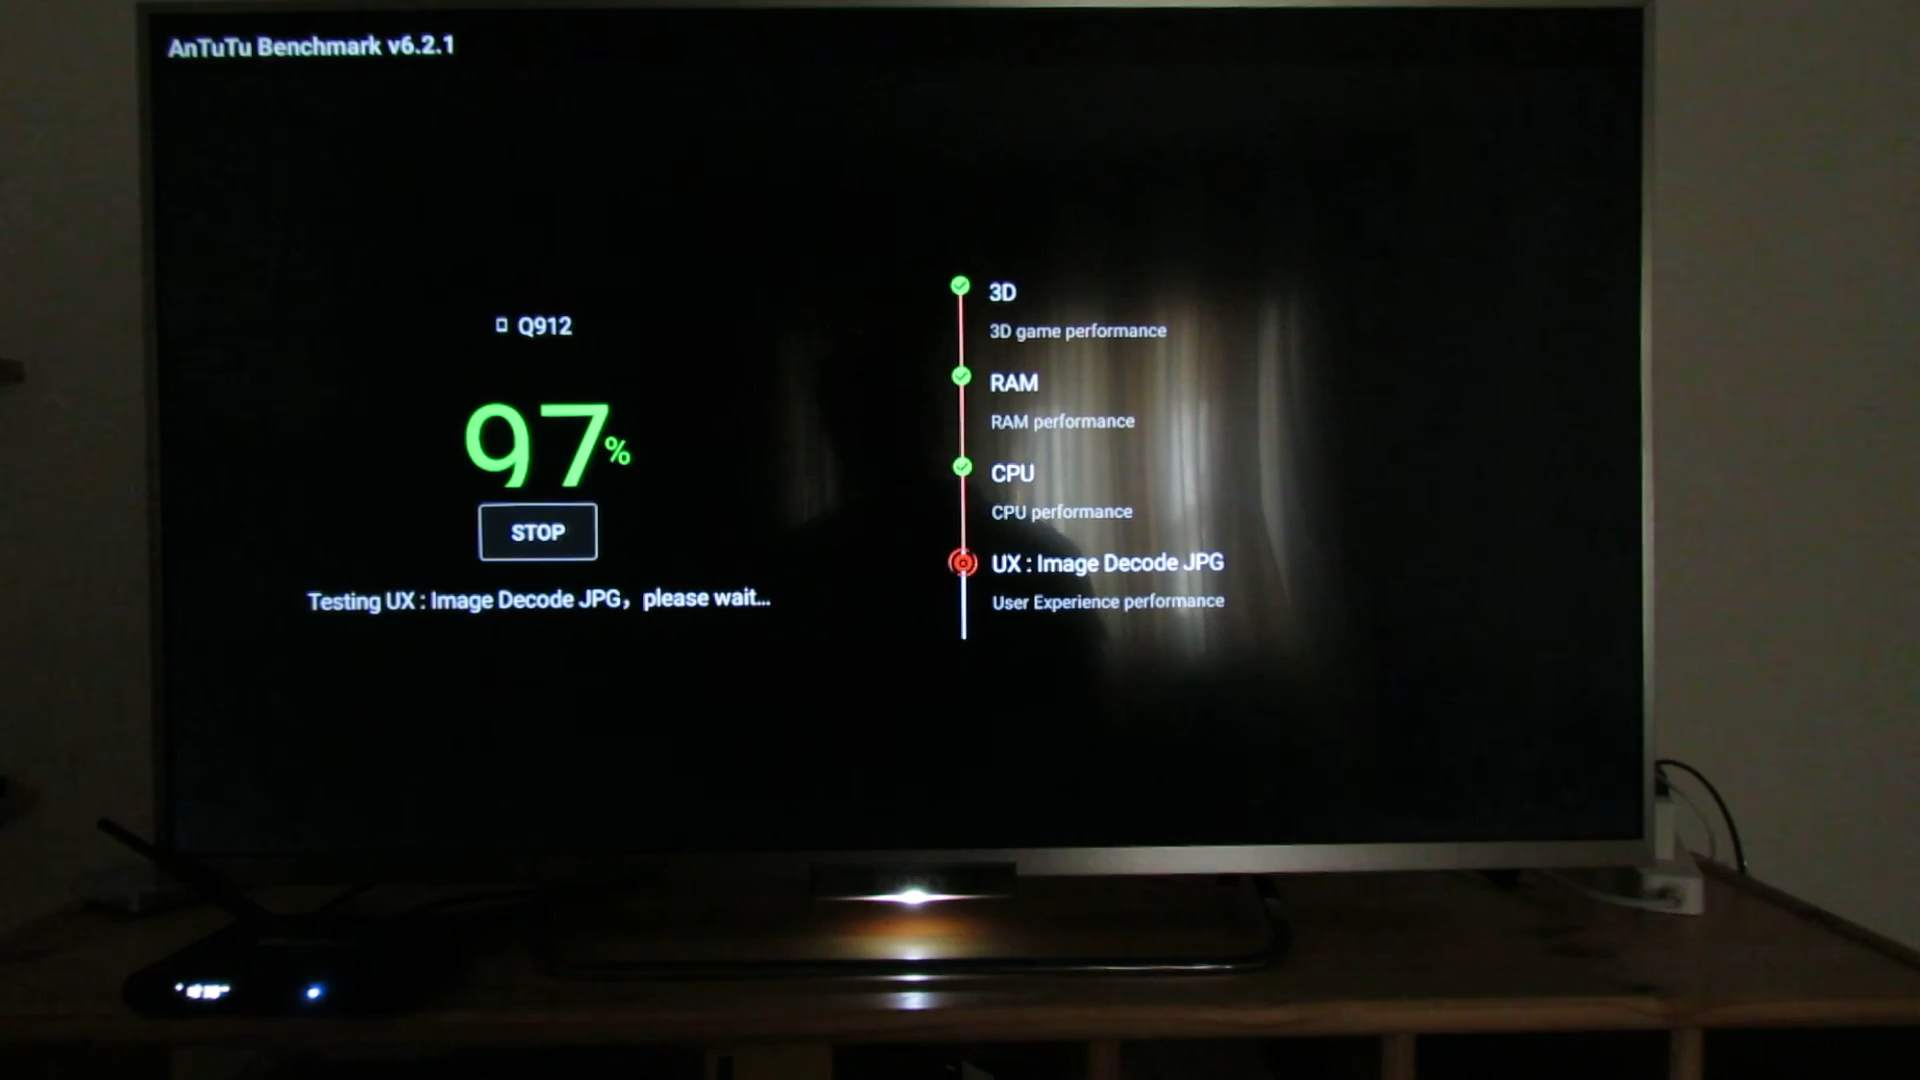 AnTuTu Benchmark v6.2.1
Q912
97%
STOP
Testing UX : Image Decode JPG，please wait...
3D
3D game performance
RAM
RAM performance
CPU
CPU performance
UX : Image Decode JPG
User Experience performance